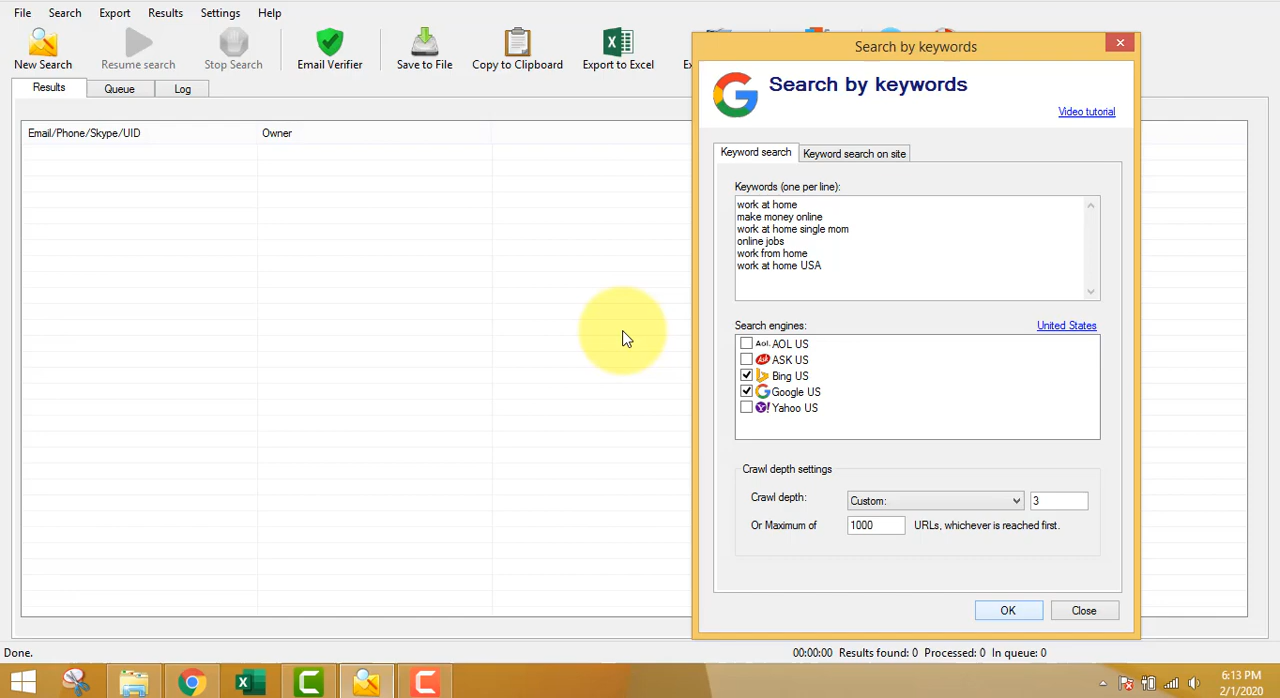 File Search Export Results Settings Help
New Search Resume search Stop Search Email Verifier Save to File Copy to Clipboard Export to Excel
Results Queue Log
Email/Phone/Skype/UID Owner
Search by keywords
Search by keywords
Video tutorial
Keyword search Keyword search on site
Keywords (one per line):
work at home
make money online
work at home single mom
online jobs
work from home
work at home USA
Search engines: United States
Aol. AOL US
Ask ASK US
Bing US
Google US
Yahoo US
Crawl depth settings
Crawl depth: Custom: 3
Or Maximum of 1000 URLs, whichever is reached first.
OK Close
Done. 00:00:00 Results found: 0 Processed: 0 In queue: 0
6:13 PM
2/1/2020